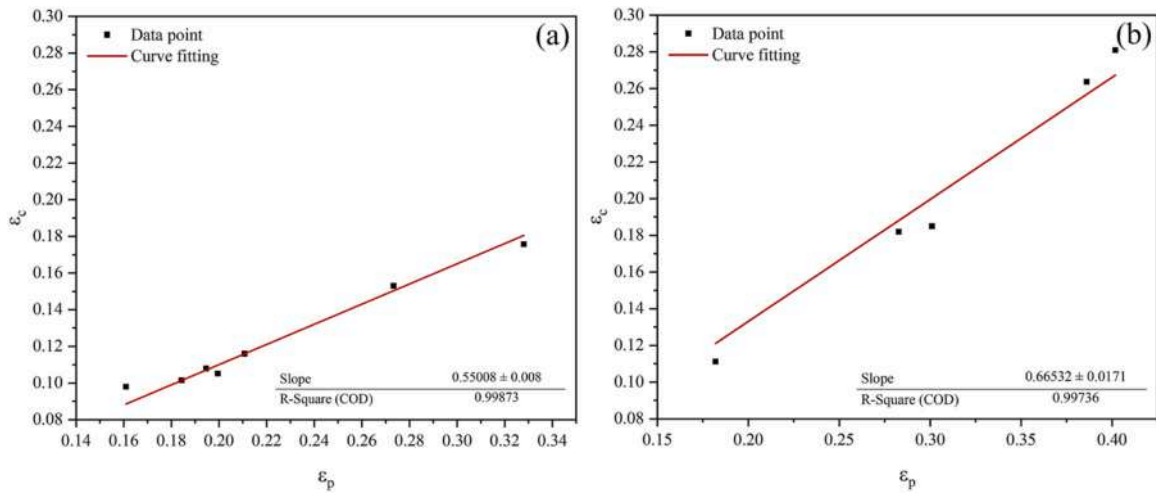 (a)
Data point
Curve fitting
0.30
0.28
0.26
0.24
0.22
0.20
0.18
0.16
0.14
0.12
0.10
0.08
εc
Slope 0.55008 ± 0.008
R-Square (COD) 0.99873
0.14 0.16 0.18 0.20 0.22 0.24 0.26 0.28 0.30 0.32 0.34
εp
(b)
Data point
Curve fitting
0.30
0.28
0.26
0.24
0.22
0.20
0.18
0.16
0.14
0.12
0.10
0.08
εc
Slope 0.66532 ± 0.0171
R-Square (COD) 0.99736
0.15 0.20 0.25 0.30 0.35 0.40
εp